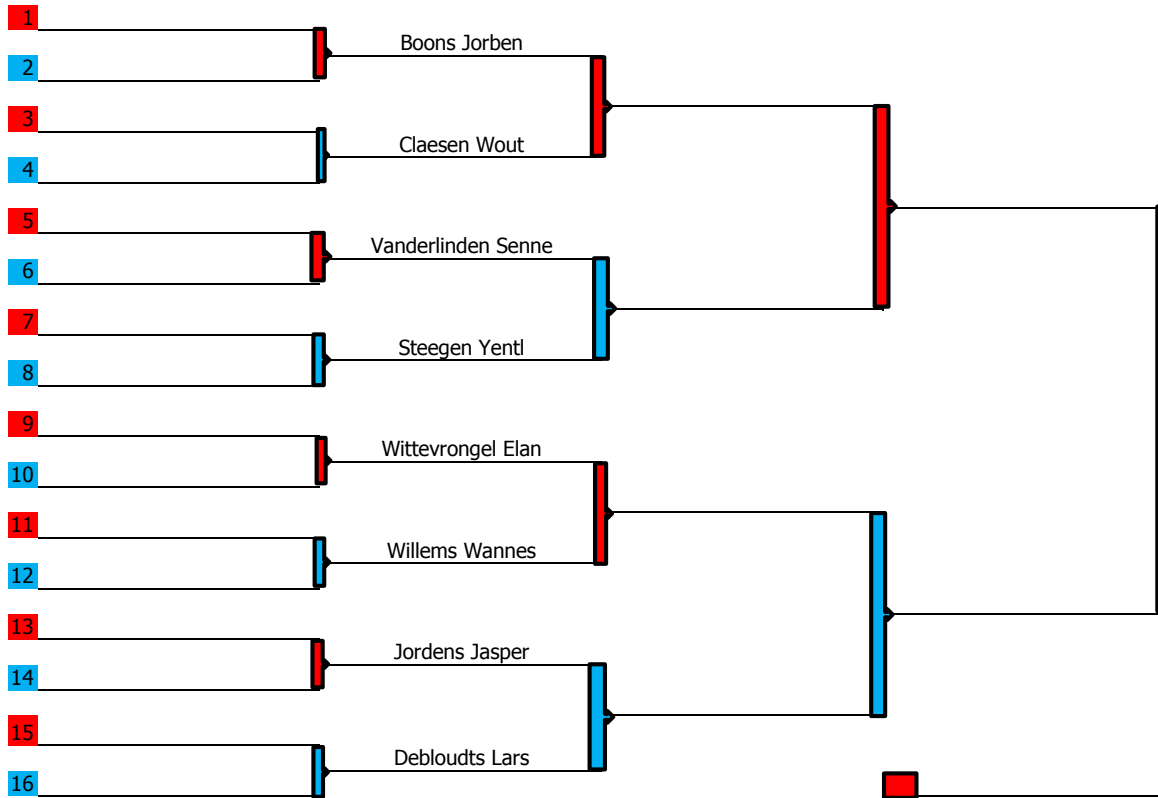 1
Boons Jorben
2
3
Claesen Wout
4
5
Vanderlinden Senne
6
7
Steegen Yentl
8
9
Wittevrongel Elan
10
11
Willems Wannes
12
13
Jordens Jasper
14
15
Debloudts Lars
16